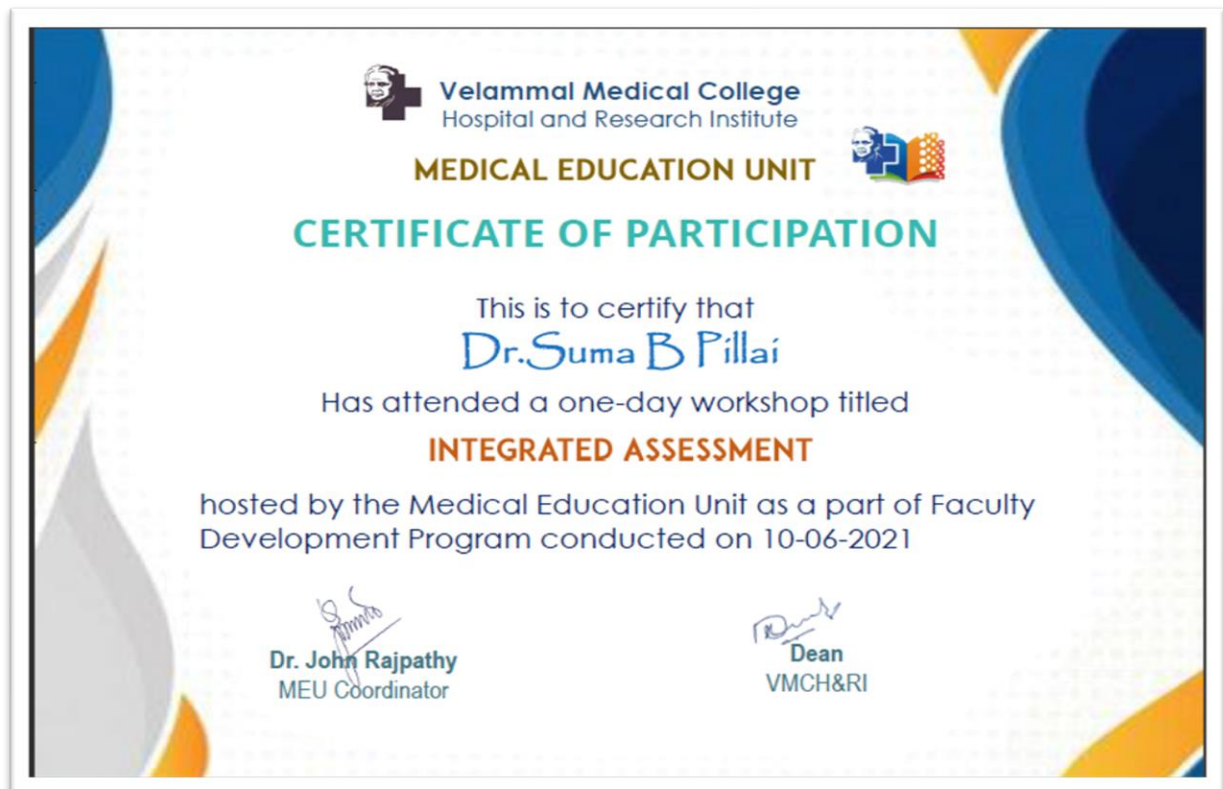 Velammal Medical College
Hospital and Research Institute
MEDICAL EDUCATION UNIT
CERTIFICATE OF PARTICIPATION
This is to certify that
Dr.Suma B Pillai
Has attended a one-day workshop titled
INTEGRATED ASSESSMENT
hosted by the Medical Education Unit as a part of Faculty
Development Program conducted on 10-06-2021
Dr. John Rajpathy
MEU Coordinator
Dean
VMCH&RI